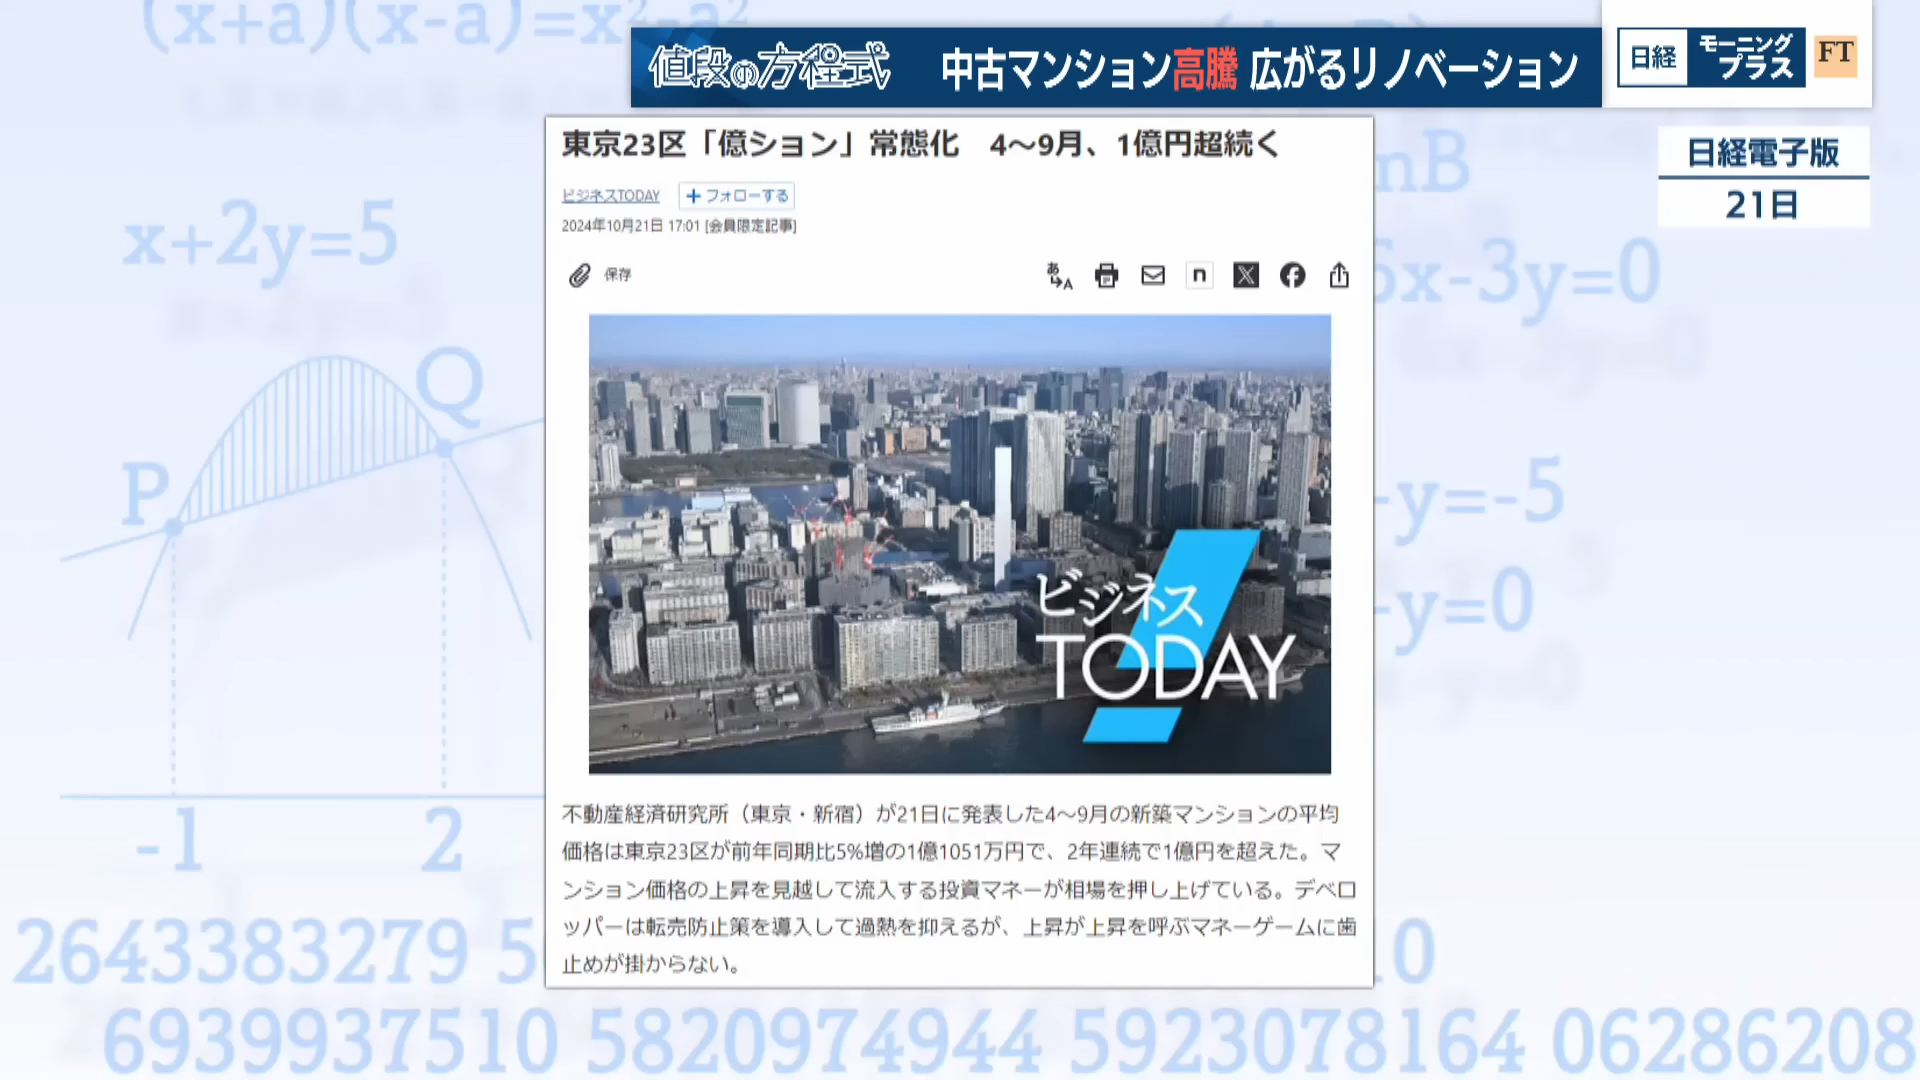 (x+a)(x-a)=x²-a²
値段の方程式
中古マンション高騰 広がるリノベーション
日経
モーニング
プラス
FT
日経電子版
21日
東京23区「億ション」常態化　4～9月、1億円超続く
ビジネスTODAY
+ フォローする
2024年10月21日 17:01 [会員限定記事]
保存
あ
A
n
X
ビジネス
TODAY
不動産経済研究所（東京・新宿）が21日に発表した4～9月の新築マンションの平均
価格は東京23区が前年同期比5%増の1億1051万円で、2年連続で1億円を超えた。マ
ンション価格の上昇を見越して流入する投資マネーが相場を押し上げている。デベロ
ッパーは転売防止策を導入して過熱を抑えるが、上昇が上昇を呼ぶマネーゲームに歯
止めが掛からない。
x+2y=5
mB
6x-3y=0
Q
P
-y=-5
-y=0
-1
2
2643383279 5
10
6939937510 5820974944 5923078164 06286208